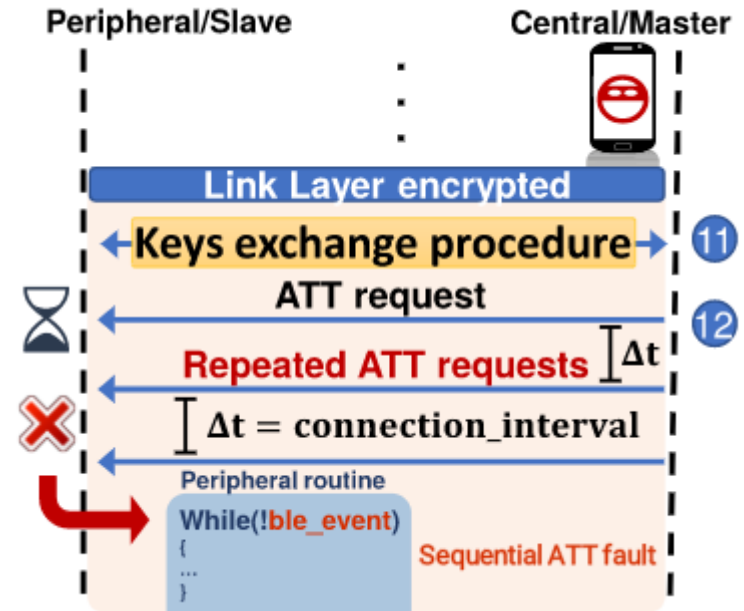 Peripheral/Slave
Central/Master
Link Layer encrypted
Keys exchange procedure
11
ATT request
12
Repeated ATT requests
Δt
Δt = connection_interval
Peripheral routine
While(!ble_event)
{
...
}
Sequential ATT fault